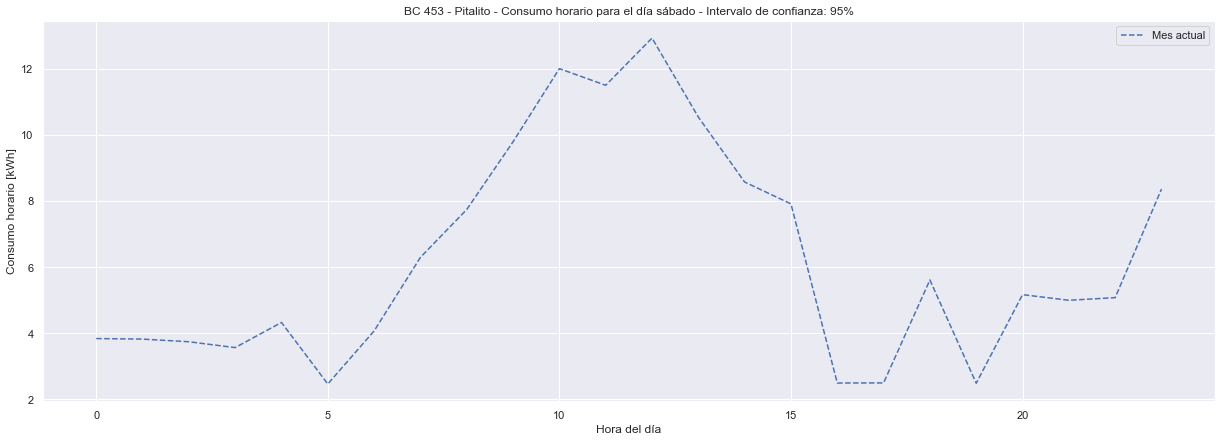 BC 453 - Pitalito - Consumo horario para el día sábado - Intervalo de confianza: 95%
Mes actual
Consumo horario [kWh]
12
10
8
6
4
2
0 5 10 15 20
Hora del día